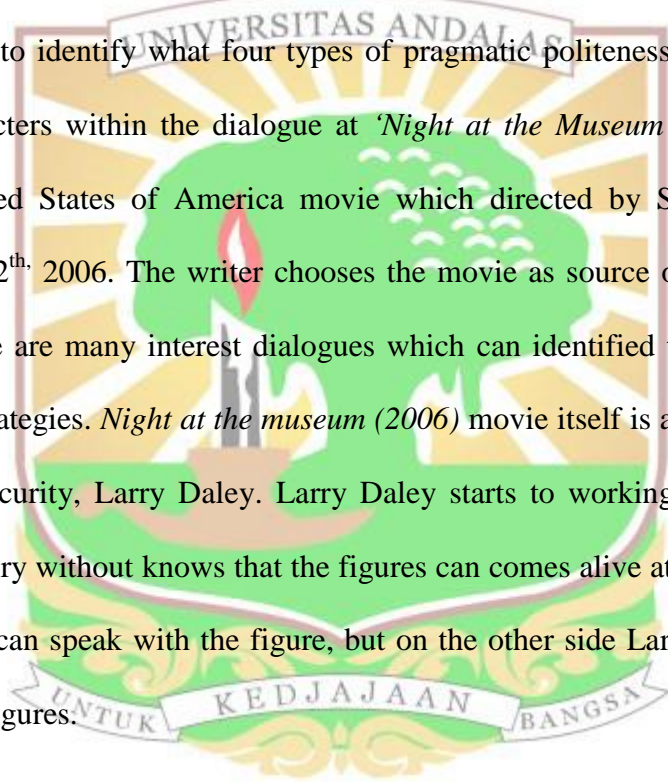 UNIVERSITAS ANDALAS
to identify what four types of pragmatic politeness
cters within the dialogue at ‘Night at the Museum
ed States of America movie which directed by S
2th, 2006. The writer chooses the movie as source o
e are many interest dialogues which can identified
rategies. Night at the museum (2006) movie itself is a
curity, Larry Daley. Larry Daley starts to working
ry without knows that the figures can comes alive at
can speak with the figure, but on the other side Lar
igures.
UNTUK KEDJAJAAN BANGSA